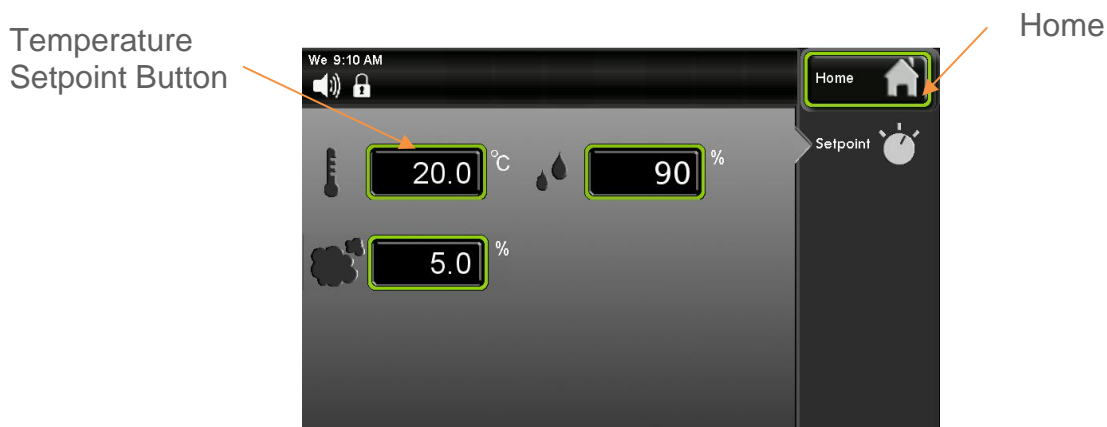 Home
Temperature
Setpoint Button
We 9:10 AM
Home
Setpoint
20.0 °C
90 %
5.0 %